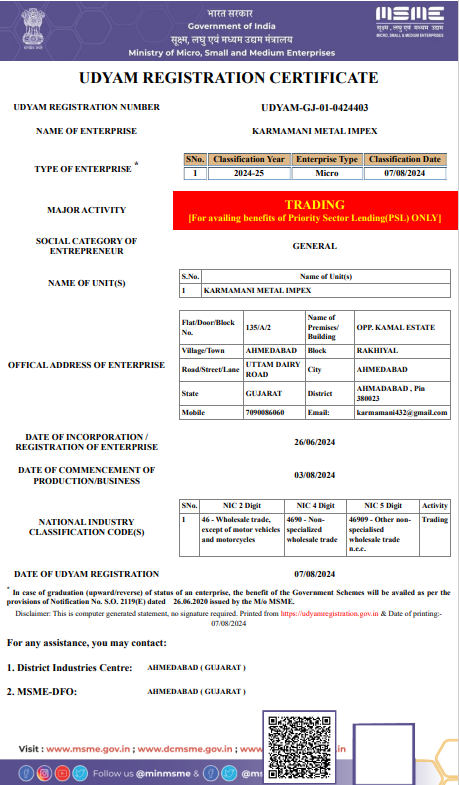 भारत सरकार
Government of India
सूक्ष्म, लघु एवं मध्यम उद्यम मंत्रालय
Ministry of Micro, Small and Medium Enterprises
MSME
MICRO, SMALL & MEDIUM ENTERPRISES
UDYAM REGISTRATION CERTIFICATE
UDYAM REGISTRATION NUMBER UDYAM-GJ-01-0424403
NAME OF ENTERPRISE KARMAMANI METAL IMPEX
TYPE OF ENTERPRISE *
SNo. Classification Year Enterprise Type Classification Date
1 2024-25 Micro 07/08/2024
MAJOR ACTIVITY
TRADING
[For availing benefits of Priority Sector Lending(PSL) ONLY]
SOCIAL CATEGORY OF
ENTREPRENEUR
GENERAL
NAME OF UNIT(S)
S.No. Name of Unit(s)
1 KARMAMANI METAL IMPEX
OFFICAL ADDRESS OF ENTERPRISE
Flat/Door/Block No. 135/A/2 Name of Premises/ Building OPP. KAMAL ESTATE
Village/Town AHMEDABAD Block RAKHIYAL
Road/Street/Lane UTTAM DAIRY ROAD City AHMEDABAD
State GUJARAT District AHMADABAD , Pin 380023
Mobile 7090086060 Email: karmamani432@gmail.com
DATE OF INCORPORATION /
REGISTRATION OF ENTERPRISE
26/06/2024
DATE OF COMMENCEMENT OF
PRODUCTION/BUSINESS
03/08/2024
NATIONAL INDUSTRY
CLASSIFICATION CODE(S)
SNo. NIC 2 Digit NIC 4 Digit NIC 5 Digit Activity
1 46 - Wholesale trade, except of motor vehicles and motorcycles 4690 - Non-specialized wholesale trade 46909 - Other non-specialised wholesale trade n.e.c. Trading
DATE OF UDYAM REGISTRATION 07/08/2024
* In case of graduation (upward/reverse) of status of an enterprise, the benefit of the Government Schemes will be availed as per the
provisions of Notification No. S.O. 2119(E) dated 26.06.2020 issued by the M/o MSME.
Disclaimer: This is computer generated statement, no signature required. Printed from https://udyamregistration.gov.in & Date of printing:-
07/08/2024
For any assistance, you may contact:
1. District Industries Centre: AHMEDABAD ( GUJARAT )
2. MSME-DFO: AHMEDABAD ( GUJARAT )
Visit : www.msme.gov.in ; www.dcmsme.gov.in ; www
in
Follow us @minmsme & @ms